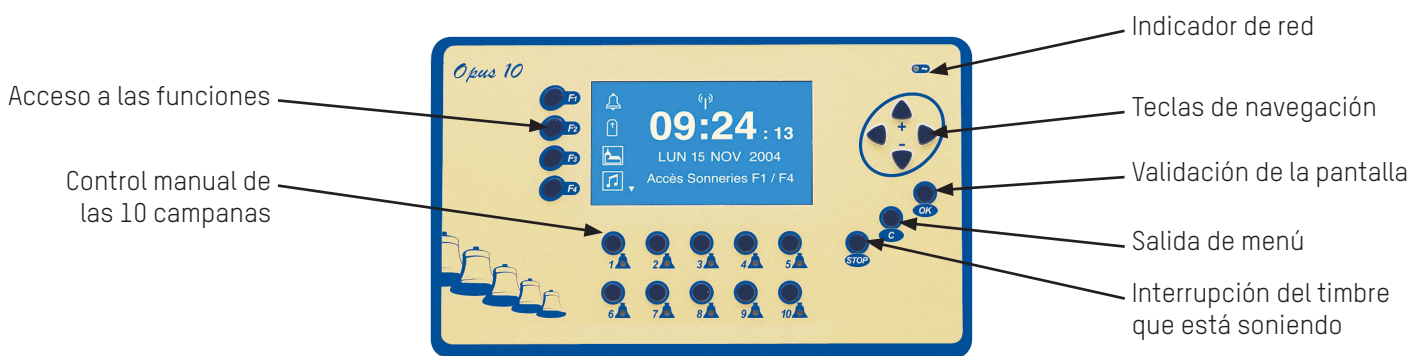 Indicador de red
Opus 10
Acceso a las funciones
F1
F2
F3
F4
09:24 : 13
LUN 15 NOV 2004
Accès Sonneries F1 / F4
+
-
Teclas de navegación
Control manual de
las 10 campanas
Validación de la pantalla
OK
C
STOP
Salida de menú
1 2 3 4 5
6 7 8 9 10
Interrupción del timbre
que está soniendo